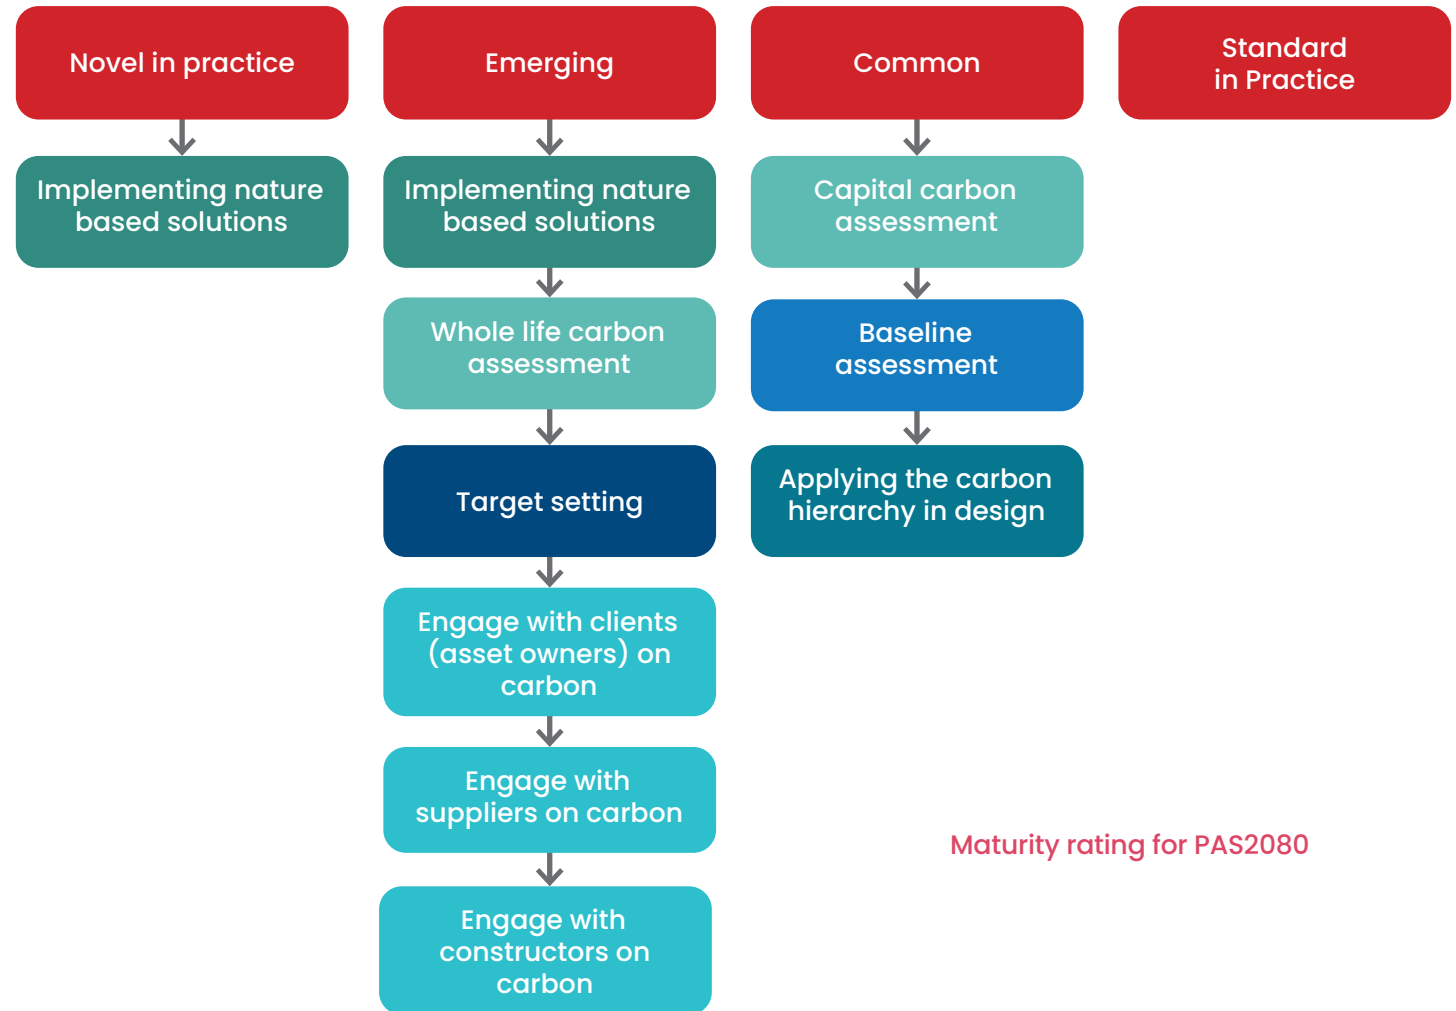 Novel in practice
Emerging
Common
Standard
in Practice
Implementing nature
based solutions
Implementing nature
based solutions
Capital carbon
assessment
Whole life carbon
assessment
Baseline
assessment
Target setting
Applying the carbon
hierarchy in design
Engage with clients
(asset owners) on
carbon
Engage with
suppliers on carbon
Maturity rating for PAS2080
Engage with
constructors on
carbon